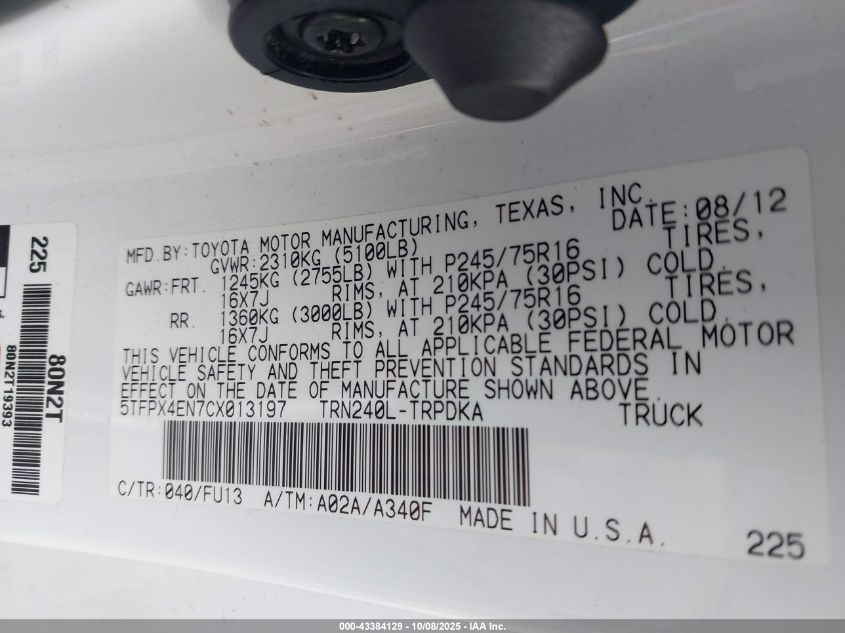 MFD.BY:TOYOTA MOTOR MANUFACTURING, TEXAS, INC.
GVWR:2310KG (5100LB) DATE:08/12
GAWR:FRT. 1245KG (2755LB) WITH P245/75R16 TIRES,
16X7J RIMS, AT 210KPA (30PSI) COLD.
RR. 1360KG (3000LB) WITH P245/75R16 TIRES,
16X7J RIMS, AT 210KPA (30PSI) COLD.
THIS VEHICLE CONFORMS TO ALL APPLICABLE FEDERAL MOTOR
VEHICLE SAFETY AND THEFT PREVENTION STANDARDS IN
EFFECT ON THE DATE OF MANUFACTURE SHOWN ABOVE.
5TFPX4EN7CX013197 TRN240L-TRPDKA TRUCK
C/TR:040/FU13 A/TM:A02A/A340F MADE IN U.S.A.
225
225
80N2T
80N2T19393
000-43384129 - 10/08/2025 - IAA Inc.